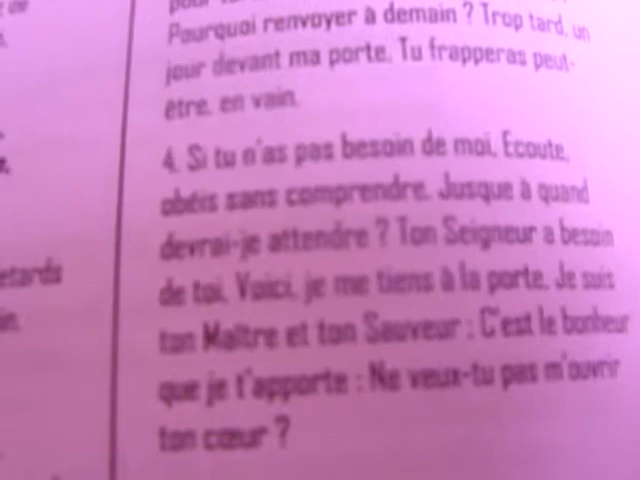 Pourquoi renvoyer à demain ? Trop tard, un
jour devant ma porte, Tu frapperas peut-
être, en vain.
4. Si tu n'as pas besoin de moi, Ecoute,
obéis sans comprendre. Jusque à quand
devrai-je attendre ? Ton Seigneur a besoin
de toi. Voici, je me tiens à la porte, Je suis
ton Maître et ton Sauveur : C'est le bonheur
que je t'apporte : Ne veux-tu pas m'ouvrir
ton cœur ?